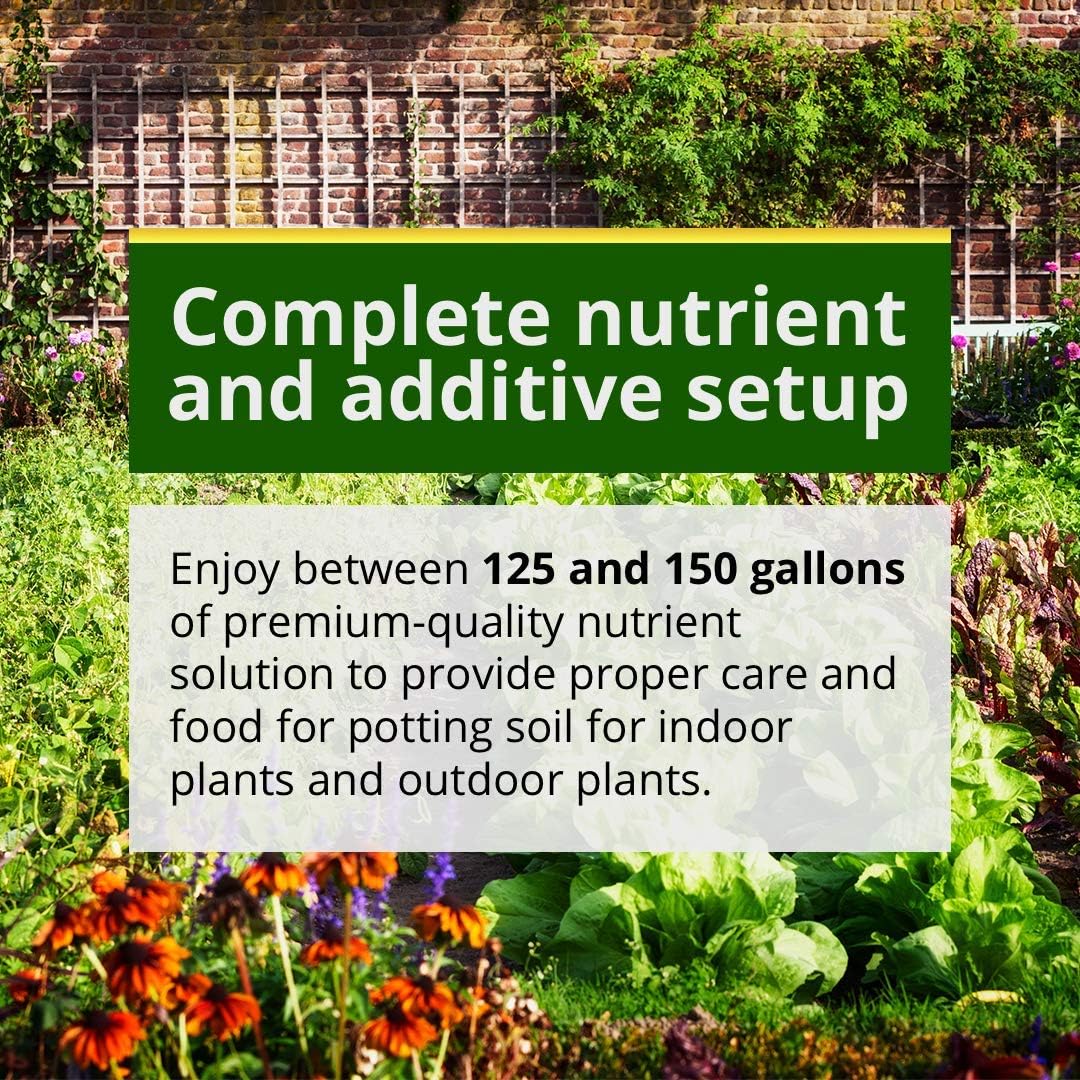 Complete nutrient
and additive setup
Enjoy between 125 and 150 gallons
of premium-quality nutrient
solution to provide proper care and
food for potting soil for indoor
plants and outdoor plants.